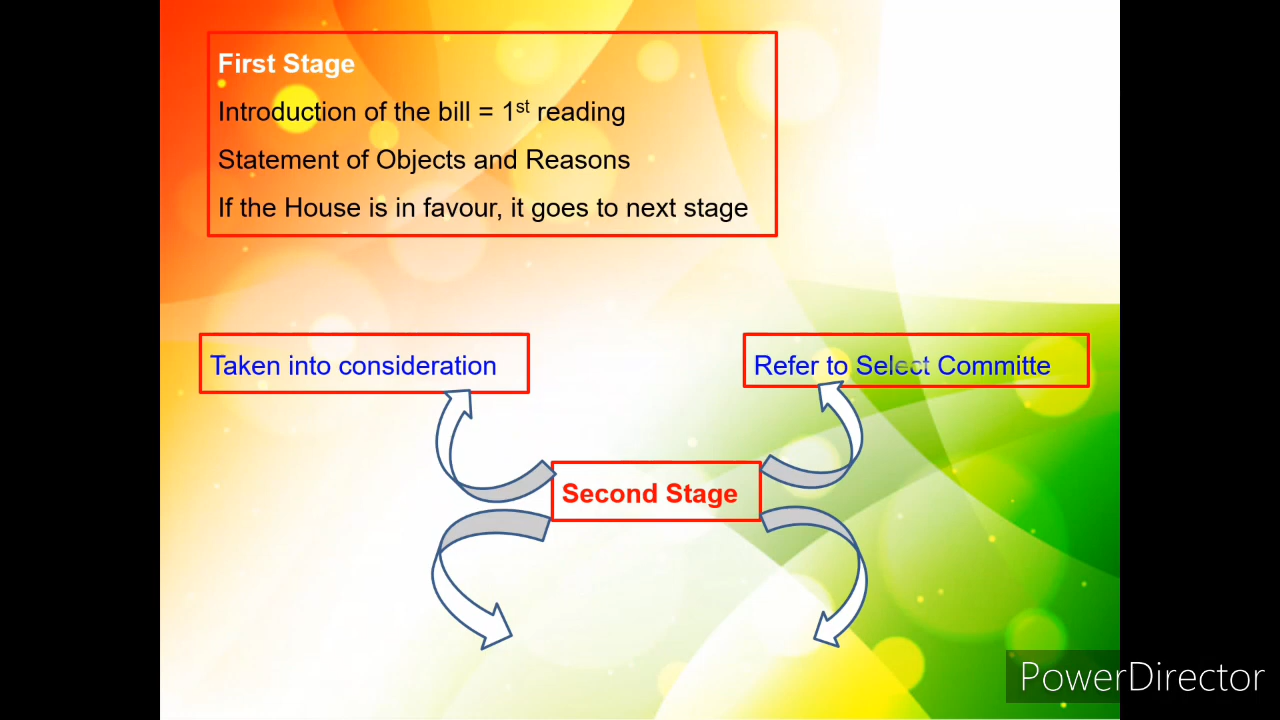 First Stage
Introduction of the bill = 1st reading
Statement of Objects and Reasons
If the House is in favour, it goes to next stage
Taken into consideration
Refer to Select Committe
Second Stage
PowerDirector